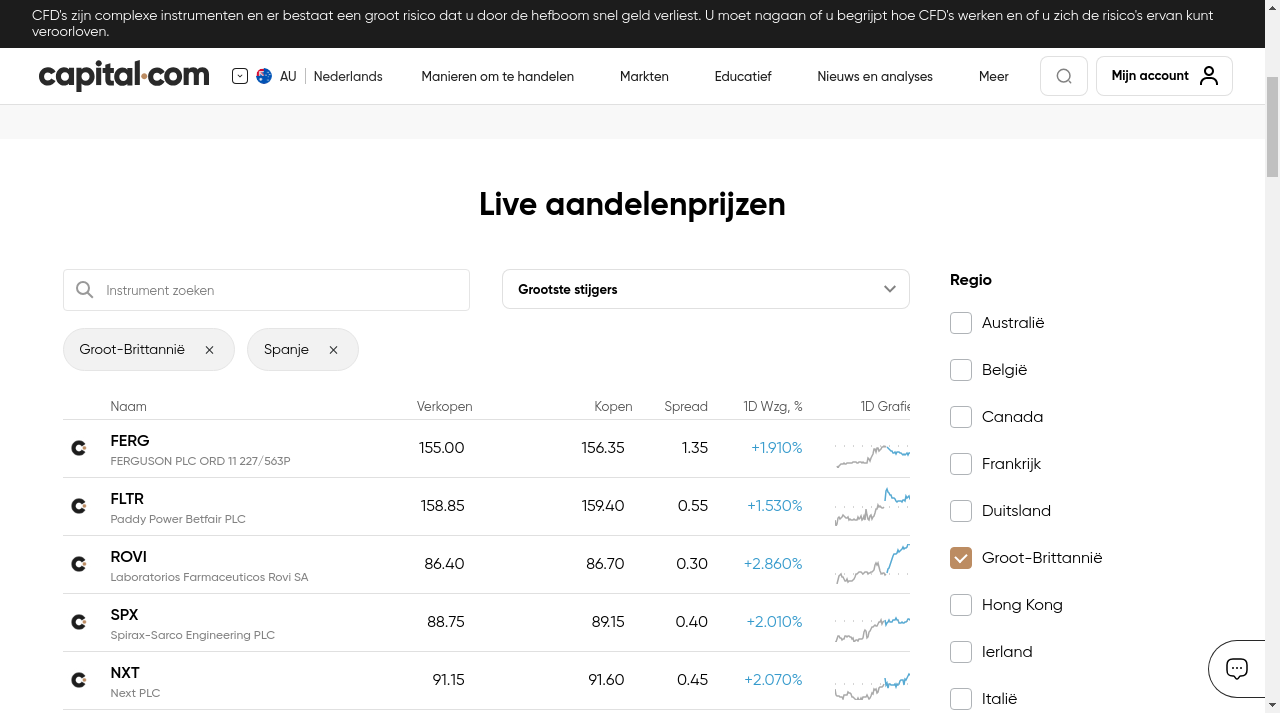 CFD's zijn complexe instrumenten en er bestaat een groot risico dat u door de hefboom snel geld verliest. U moet nagaan of u begrijpt hoe CFD's werken en of u zich de risico's ervan kunt
veroorloven.
capital.com
AU
Nederlands
Manieren om te handelen
Markten
Educatief
Nieuws en analyses
Meer
Mijn account
Live aandelenprijzen
Instrument zoeken
Grootste stijgers
Groot-Brittannië
Spanje
Naam Verkopen Kopen Spread 1D Wzg, % 1D Grafie
FERG 155.00 156.35 1.35 +1.910%
FERGUSON PLC ORD 11 227/563P
FLTR 158.85 159.40 0.55 +1.530%
Paddy Power Betfair PLC
ROVI 86.40 86.70 0.30 +2.860%
Laboratorios Farmaceuticos Rovi SA
SPX 88.75 89.15 0.40 +2.010%
Spirax-Sarco Engineering PLC
NXT 91.15 91.60 0.45 +2.070%
Next PLC
Regio
Australië
België
Canada
Frankrijk
Duitsland
Groot-Brittannië
Hong Kong
Ierland
Italië